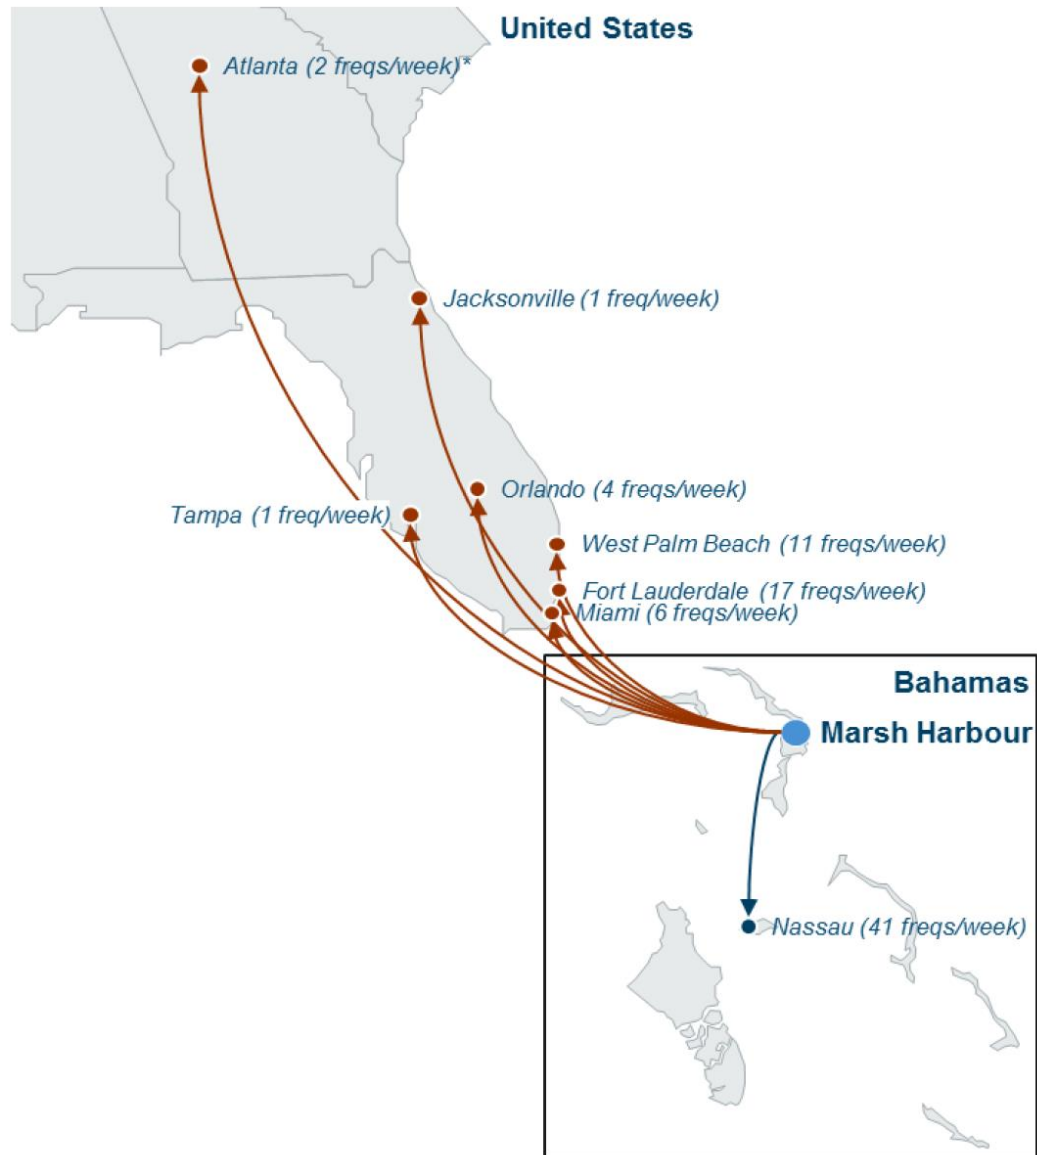 United States
Atlanta (2 freqs/week)*
Jacksonville (1 freq/week)
Orlando (4 freqs/week)
Tampa (1 freq/week)
West Palm Beach (11 freqs/week)
Fort Lauderdale (17 freqs/week)
Miami (6 freqs/week)
Bahamas
Marsh Harbour
Nassau (41 freqs/week)